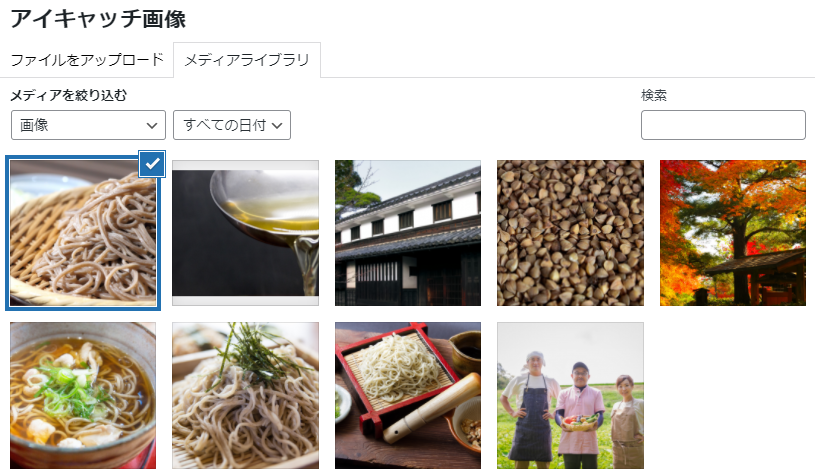 アイキャッチ画像
ファイルをアップロード
メディアライブラリ
メディアを絞り込む
検索
画像
すべての日付